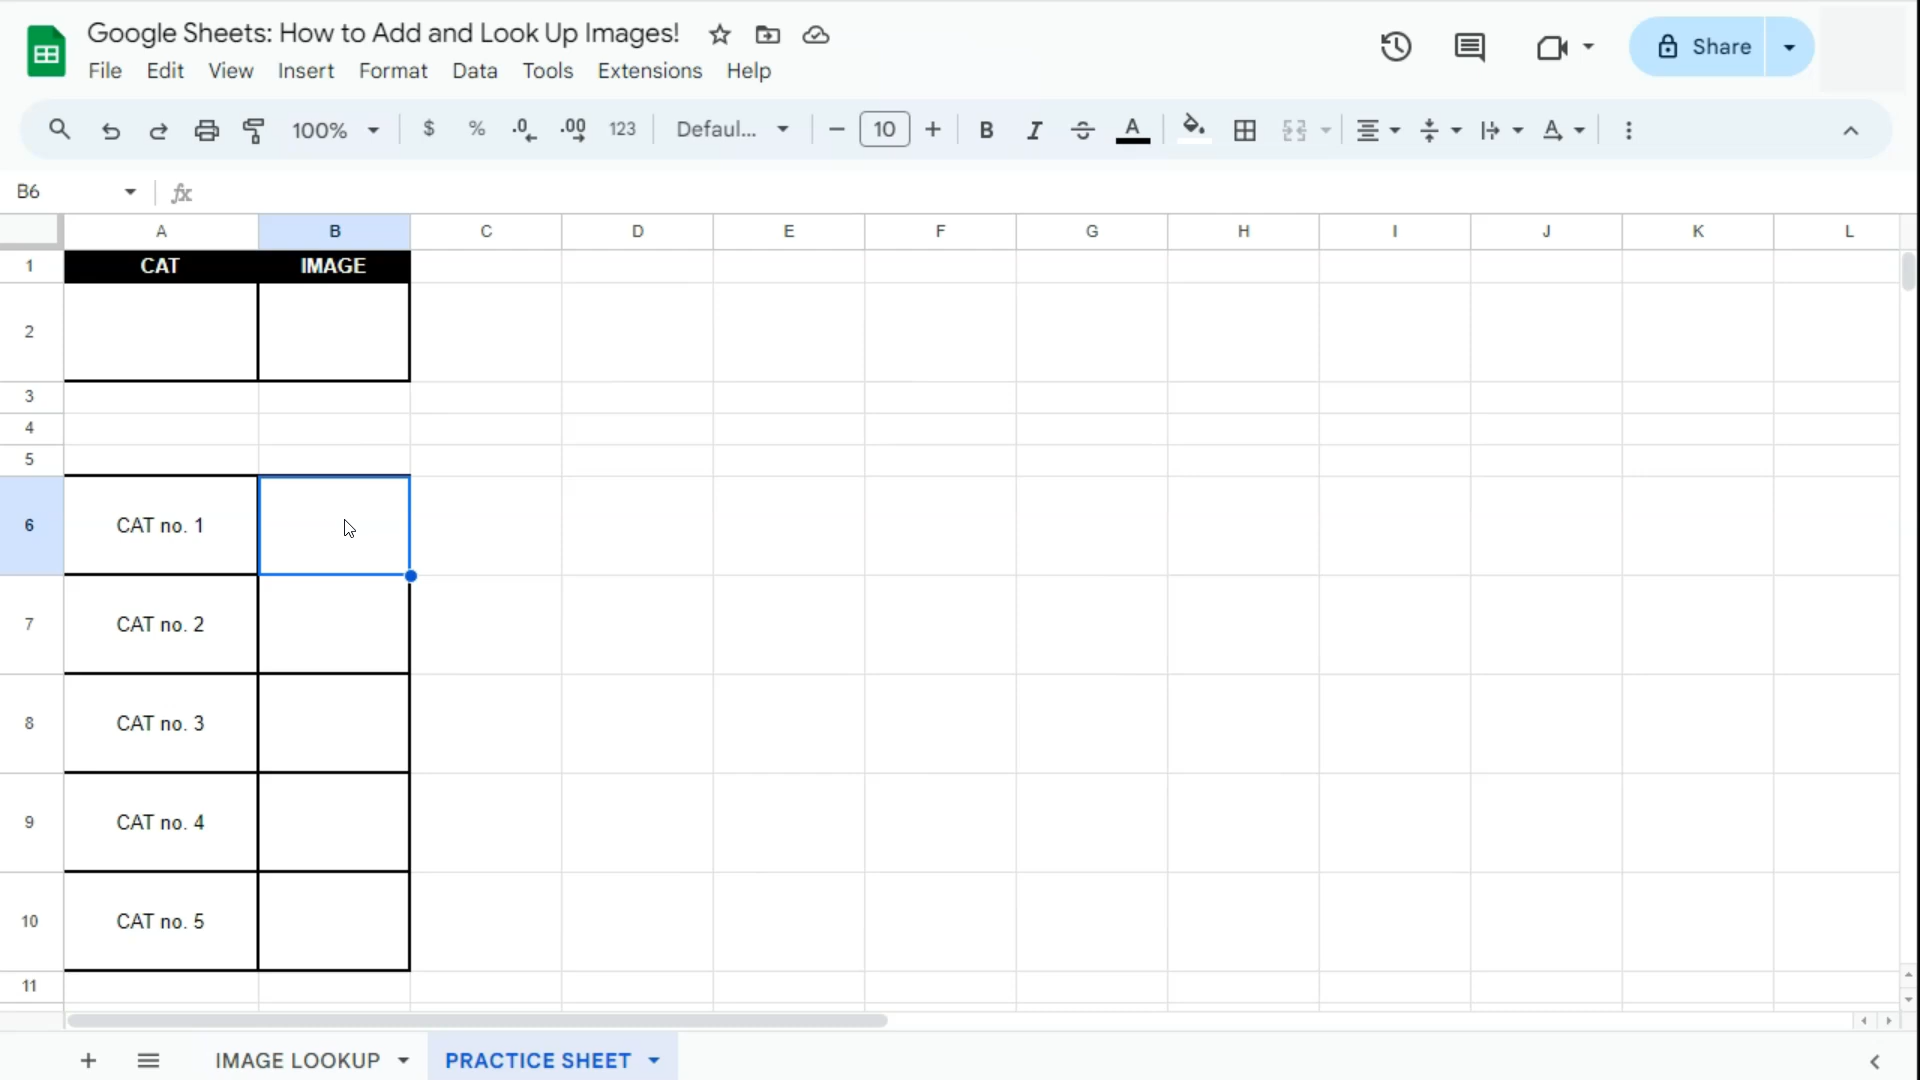 Google Sheets: How to Add and Look Up Images!
File Edit View Insert Format Data Tools Extensions Help
Share
100% $ % .0 .00 123 Defaul... 10 B I S A A
B6 fx
A B C D E F G H I J K L
1 CAT IMAGE
2
3
4
5
6 CAT no. 1
7 CAT no. 2
8 CAT no. 3
9 CAT no. 4
10 CAT no. 5
11
IMAGE LOOKUP PRACTICE SHEET